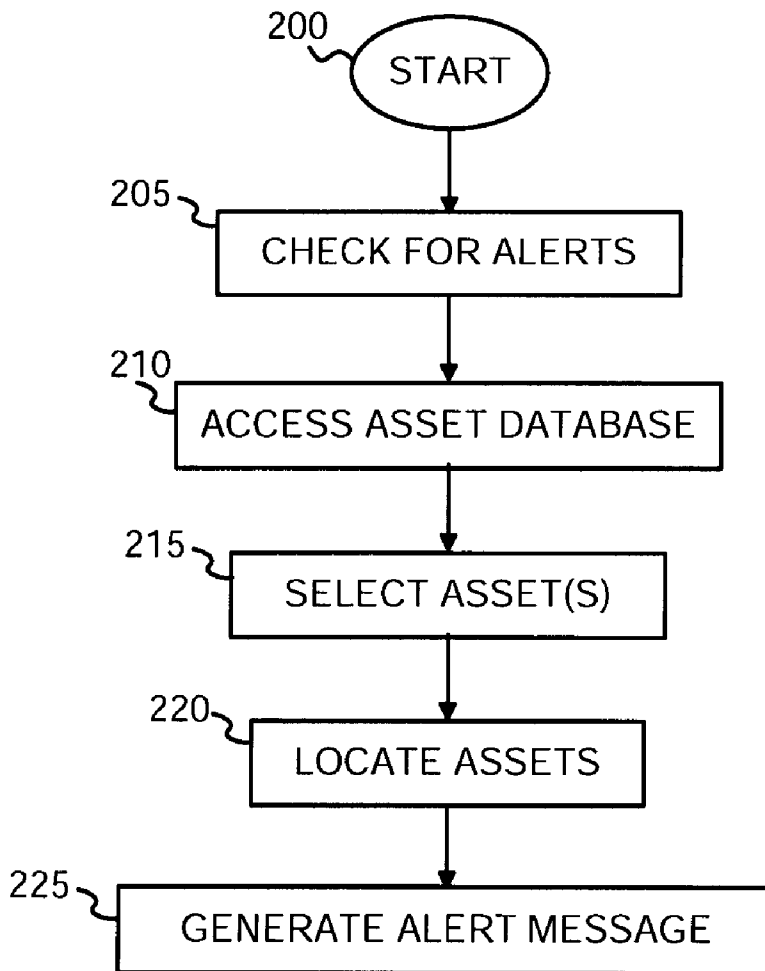 200
START
205
CHECK FOR ALERTS
210
ACCESS ASSET DATABASE
215
SELECT ASSET(S)
220
LOCATE ASSETS
225
GENERATE ALERT MESSAGE